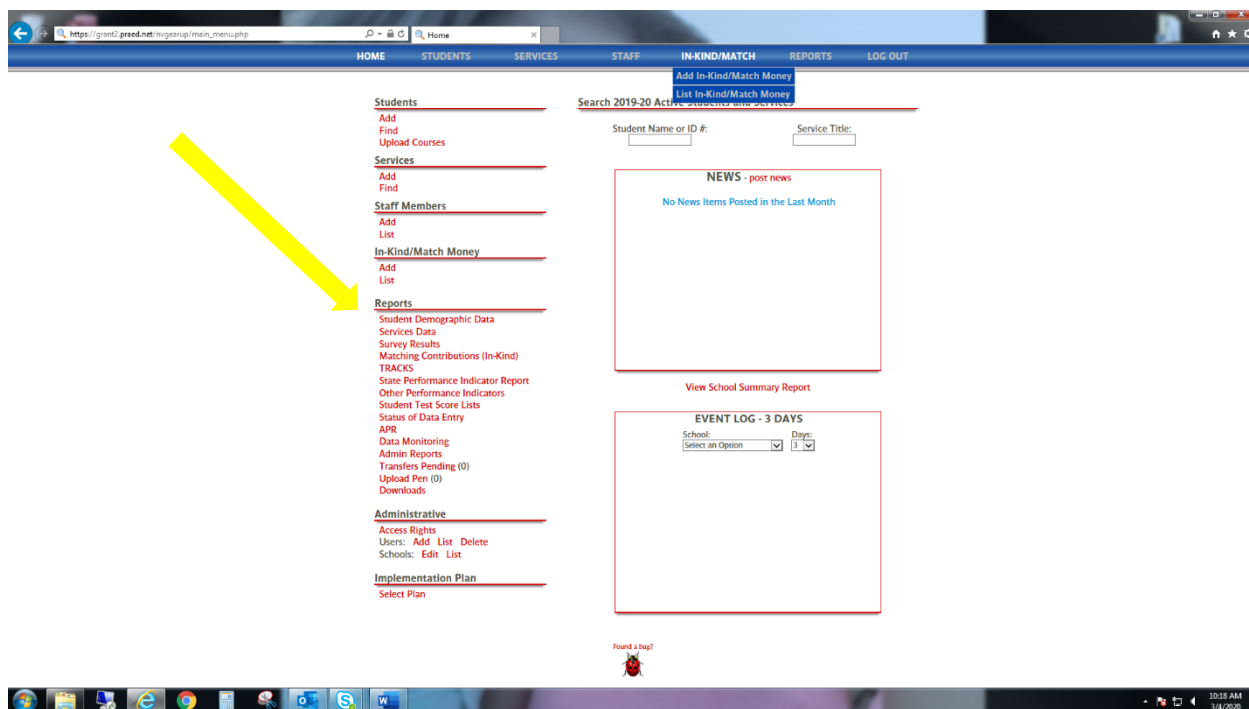 https://grant2.praed.net/nvgearup/main_menu.php
Home
HOME STUDENTS SERVICES STAFF IN-KIND/MATCH REPORTS LOG OUT
Add In-Kind/Match Money
List In-Kind/Match Money
Students
Add
Find
Upload Courses
Services
Add
Find
Staff Members
Add
List
In-Kind/Match Money
Add
List
Reports
Student Demographic Data
Services Data
Survey Results
Matching Contributions (In-Kind)
TRACKS
State Performance Indicator Report
Other Performance Indicators
Student Test Score Lists
Status of Data Entry
APR
Data Monitoring
Admin Reports
Transfers Pending (0)
Upload Pen (0)
Downloads
Administrative
Access Rights
Users: Add List Delete
Schools: Edit List
Implementation Plan
Select Plan
Search 2019-20 Active Students and Services
Student Name or ID #: Service Title:
NEWS - post news
No News Items Posted in the Last Month
View School Summary Report
EVENT LOG - 3 DAYS
School: Days:
Select an Option 3
Found a bug?
10:18 AM
3/4/2020